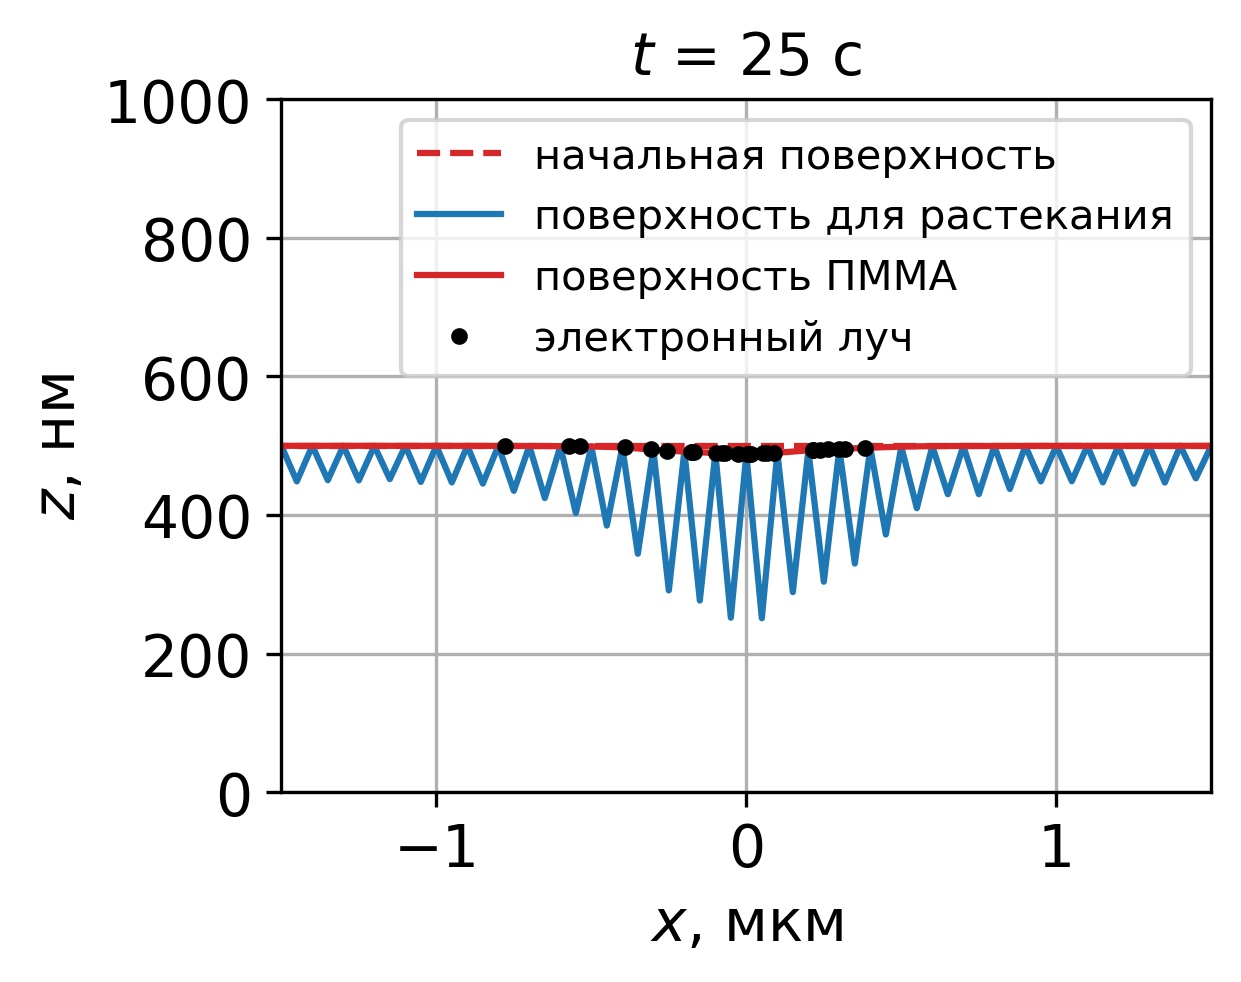 t = 25 с
1000
800
600
400
200
0
z, нм
начальная поверхность
поверхность для растекания
поверхность ПММА
электронный луч
−1 0 1
x, мкм